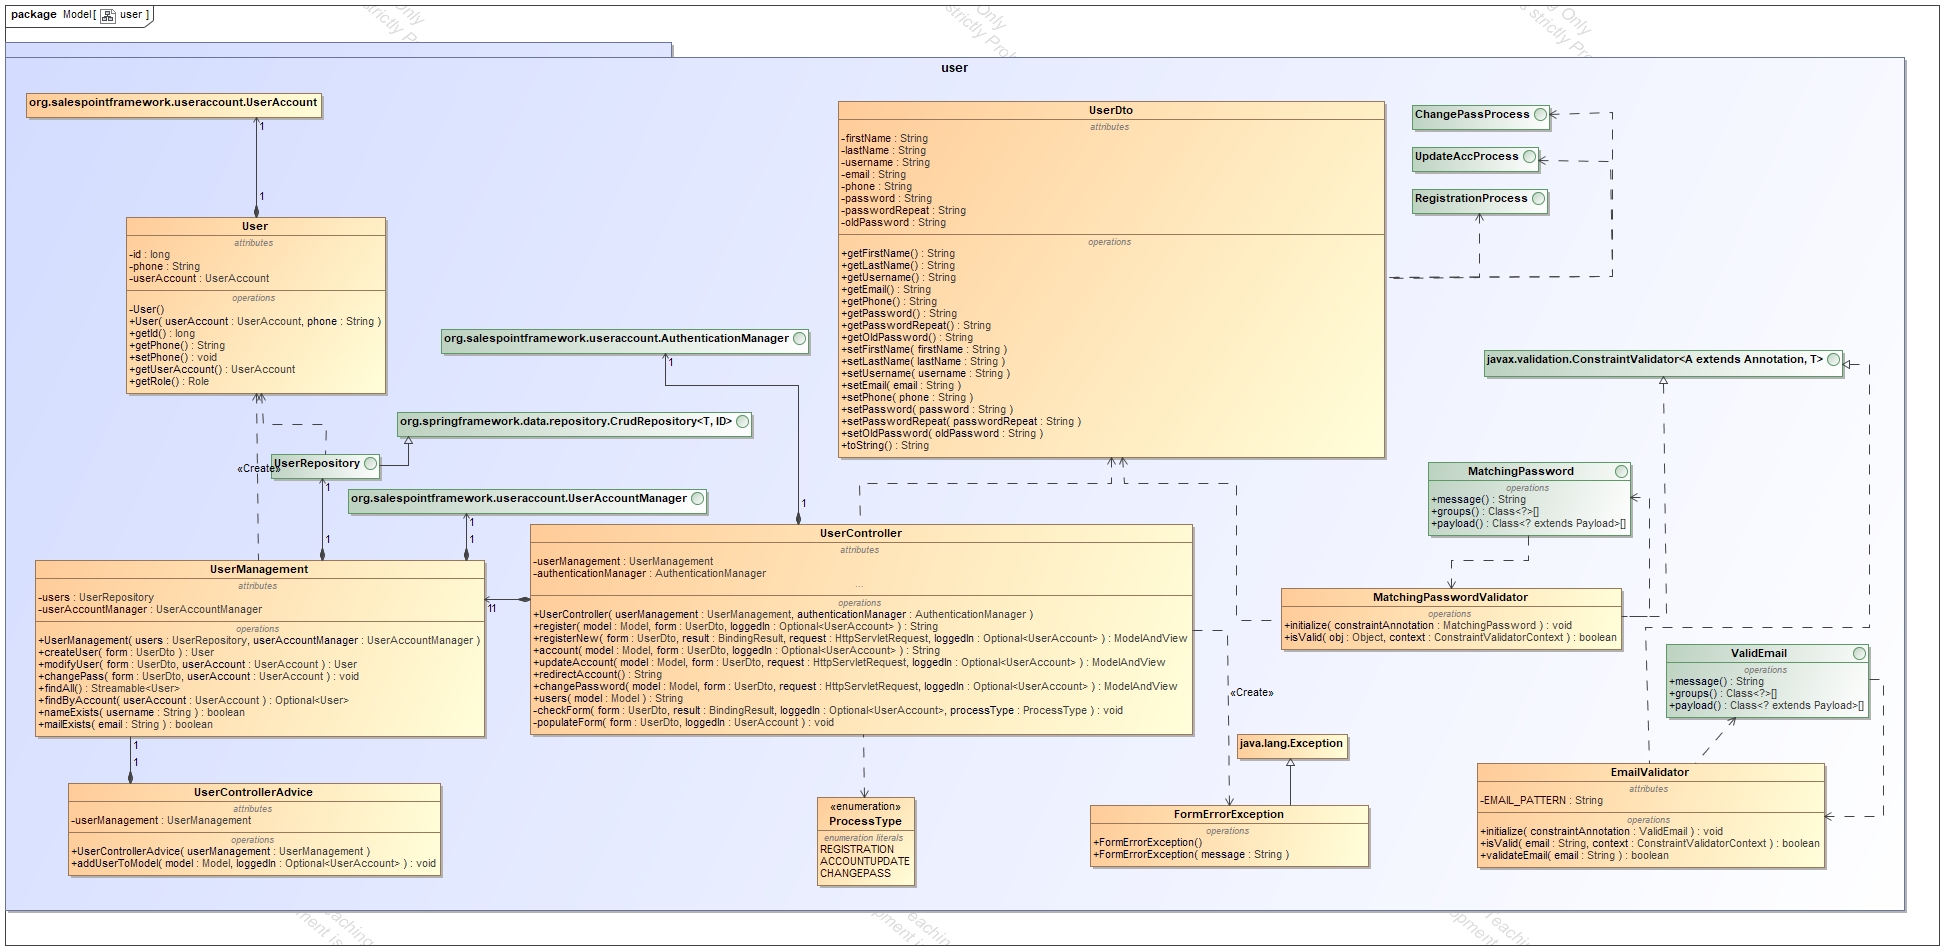 package Model[ user ]
Only
strictly Proh
Only
strictly Proh
Only
s strictly Pro
user
org.salespointframework.useraccount.UserAccount
1
1
User
attributes
-id : long
-phone : String
-userAccount : UserAccount
operations
-User()
+User( userAccount : UserAccount, phone : String )
+getId() : long
+getPhone() : String
+setPhone() : void
+getUserAccount() : UserAccount
+getRole() : Role
UserDto
attributes
-firstName : String
-lastName : String
-username : String
-email : String
-phone : String
-password : String
-passwordRepeat : String
-oldPassword : String
operations
+getFirstName() : String
+getLastName() : String
+getUsername() : String
+getEmail() : String
+getPhone() : String
+getPassword() : String
+getPasswordRepeat() : String
+getOldPassword() : String
+setFirstName( firstName : String )
+setLastName( lastName : String )
+setUsername( username : String )
+setEmail( email : String )
+setPhone( phone : String )
+setPassword( password : String )
+setPasswordRepeat( passwordRepeat : String )
+setOldPassword( oldPassword : String )
+toString() : String
ChangePassProcess
UpdateAccProcess
RegistrationProcess
org.salespointframework.useraccount.AuthenticationManager
1
org.springframework.data.repository.CrudRepository<T, ID>
«Create»
UserRepository
1
1
org.salespointframework.useraccount.UserAccountManager
1
1
1
javax.validation.ConstraintValidator<A extends Annotation, T>
MatchingPassword
operations
+message() : String
+groups() : Class<?>[]
+payload() : Class<? extends Payload>[]
UserManagement
attributes
-users : UserRepository
-userAccountManager : UserAccountManager
operations
+UserManagement( users : UserRepository, userAccountManager : UserAccountManager )
+createUser( form : UserDto ) : User
+modifyUser( form : UserDto, userAccount : UserAccount ) : User
+changePass( form : UserDto, userAccount : UserAccount ) : void
+findAll() : Streamable<User>
+findByAccount( userAccount : UserAccount ) : Optional<User>
+nameExists( username : String ) : boolean
+mailExists( email : String ) : boolean
11
UserController
attributes
-userManagement : UserManagement
-authenticationManager : AuthenticationManager
...
operations
+UserController( userManagement : UserManagement, authenticationManager : AuthenticationManager )
+register( model : Model, form : UserDto, loggedIn : Optional<UserAccount> ) : String
+registerNew( form : UserDto, result : BindingResult, request : HttpServletRequest, loggedIn : Optional<UserAccount> ) : ModelAndView
+account( model : Model, form : UserDto, loggedIn : Optional<UserAccount> ) : String
+updateAccount( model : Model, form : UserDto, request : HttpServletRequest, loggedIn : Optional<UserAccount> ) : ModelAndView
+redirectAccount() : String
+changePassword( model : Model, form : UserDto, request : HttpServletRequest, loggedIn : Optional<UserAccount> ) : ModelAndView
+users( model : Model ) : String
-checkForm( form : UserDto, result : BindingResult, loggedIn : Optional<UserAccount>, processType : ProcessType ) : void
-populateForm( form : UserDto, loggedIn : UserAccount ) : void
MatchingPasswordValidator
operations
+initialize( constraintAnnotation : MatchingPassword ) : void
+isValid( obj : Object, context : ConstraintValidatorContext ) : boolean
ValidEmail
operations
+message() : String
+groups() : Class<?>[]
+payload() : Class<? extends Payload>[]
«Create»
1
1
UserControllerAdvice
attributes
-userManagement : UserManagement
operations
+UserControllerAdvice( userManagement : UserManagement )
+addUserToModel( model : Model, loggedIn : Optional<UserAccount> ) : void
«enumeration»
ProcessType
enumeration literals
REGISTRATION
ACCOUNTUPDATE
CHANGEPASS
java.lang.Exception
FormErrorException
operations
+FormErrorException()
+FormErrorException( message : String )
EmailValidator
attributes
-EMAIL_PATTERN : String
operations
+initialize( constraintAnnotation : ValidEmail ) : void
+isValid( email : String, context : ConstraintValidatorContext ) : boolean
+validateEmail( email : String ) : boolean
eaching
ment is
eaching
opment i
Teaching
opment is